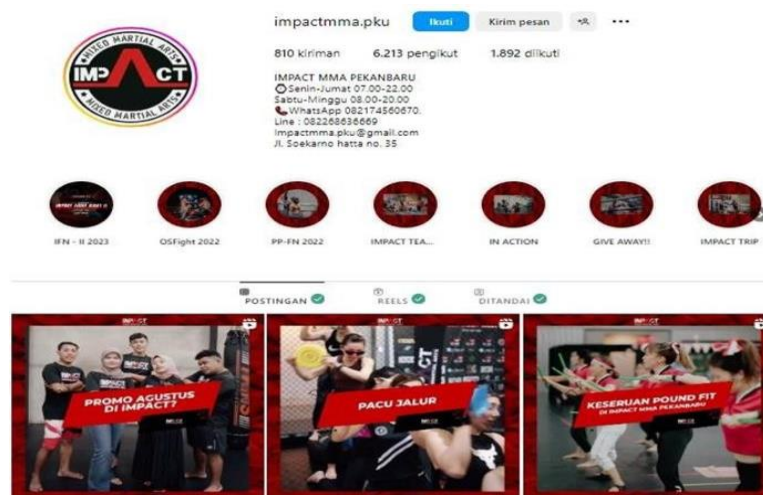 impactmma.pku Ikuti Kirim pesan
810 kiriman 6.213 pengikut 1.892 diikuti
IMPACT MMA PEKANBARU
Senin-Jumat 07.00-22.00
Sabtu-Minggu 08.00-20.00
WhatsApp 082174560670.
Line : 082268636669
Impactmma.pku@gmail.com
Jl. Soekarno hatta no. 35
MIXED MARTIAL ARTS
IMPACT
MIXED MARTIAL ARTS
IFN - II 2023 OSFight 2022 PP-FN 2022 IMPACT TEA... IN ACTION GIVE AWAY!! IMPACT TRIP
POSTINGAN REELS DITANDAI
IMPACT IMPACT IMPACT
PROMO AGUSTUS
DI IMPACT?
PACU JALUR
KESERUAN POUND FIT
DI IMPACT MMA PEKANBARU